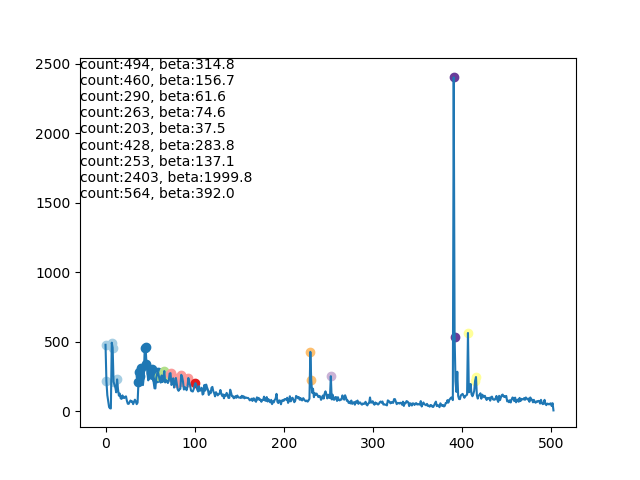 2500
2000
1500
1000
500
0
count:494, beta:314.8
count:460, beta:156.7
count:290, beta:61.6
count:263, beta:74.6
count:203, beta:37.5
count:428, beta:283.8
count:253, beta:137.1
count:2403, beta:1999.8
count:564, beta:392.0
0 100 200 300 400 500